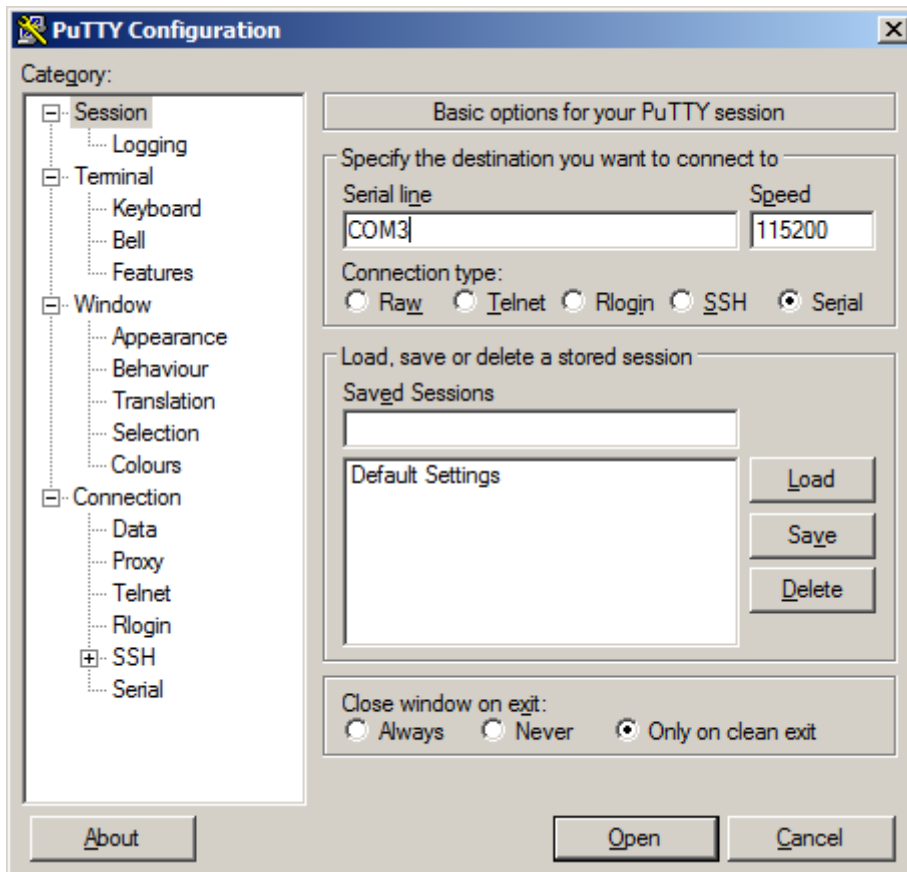 PuTTY Configuration
Category:
Session
Logging
Terminal
Keyboard
Bell
Features
Window
Appearance
Behaviour
Translation
Selection
Colours
Connection
Data
Proxy
Telnet
Rlogin
SSH
Serial
Basic options for your PuTTY session
Specify the destination you want to connect to
Serial line Speed
COM3 115200
Connection type:
Raw Telnet Rlogin SSH Serial
Load, save or delete a stored session
Saved Sessions
Default Settings
Load
Save
Delete
Close window on exit:
Always Never Only on clean exit
About Open Cancel